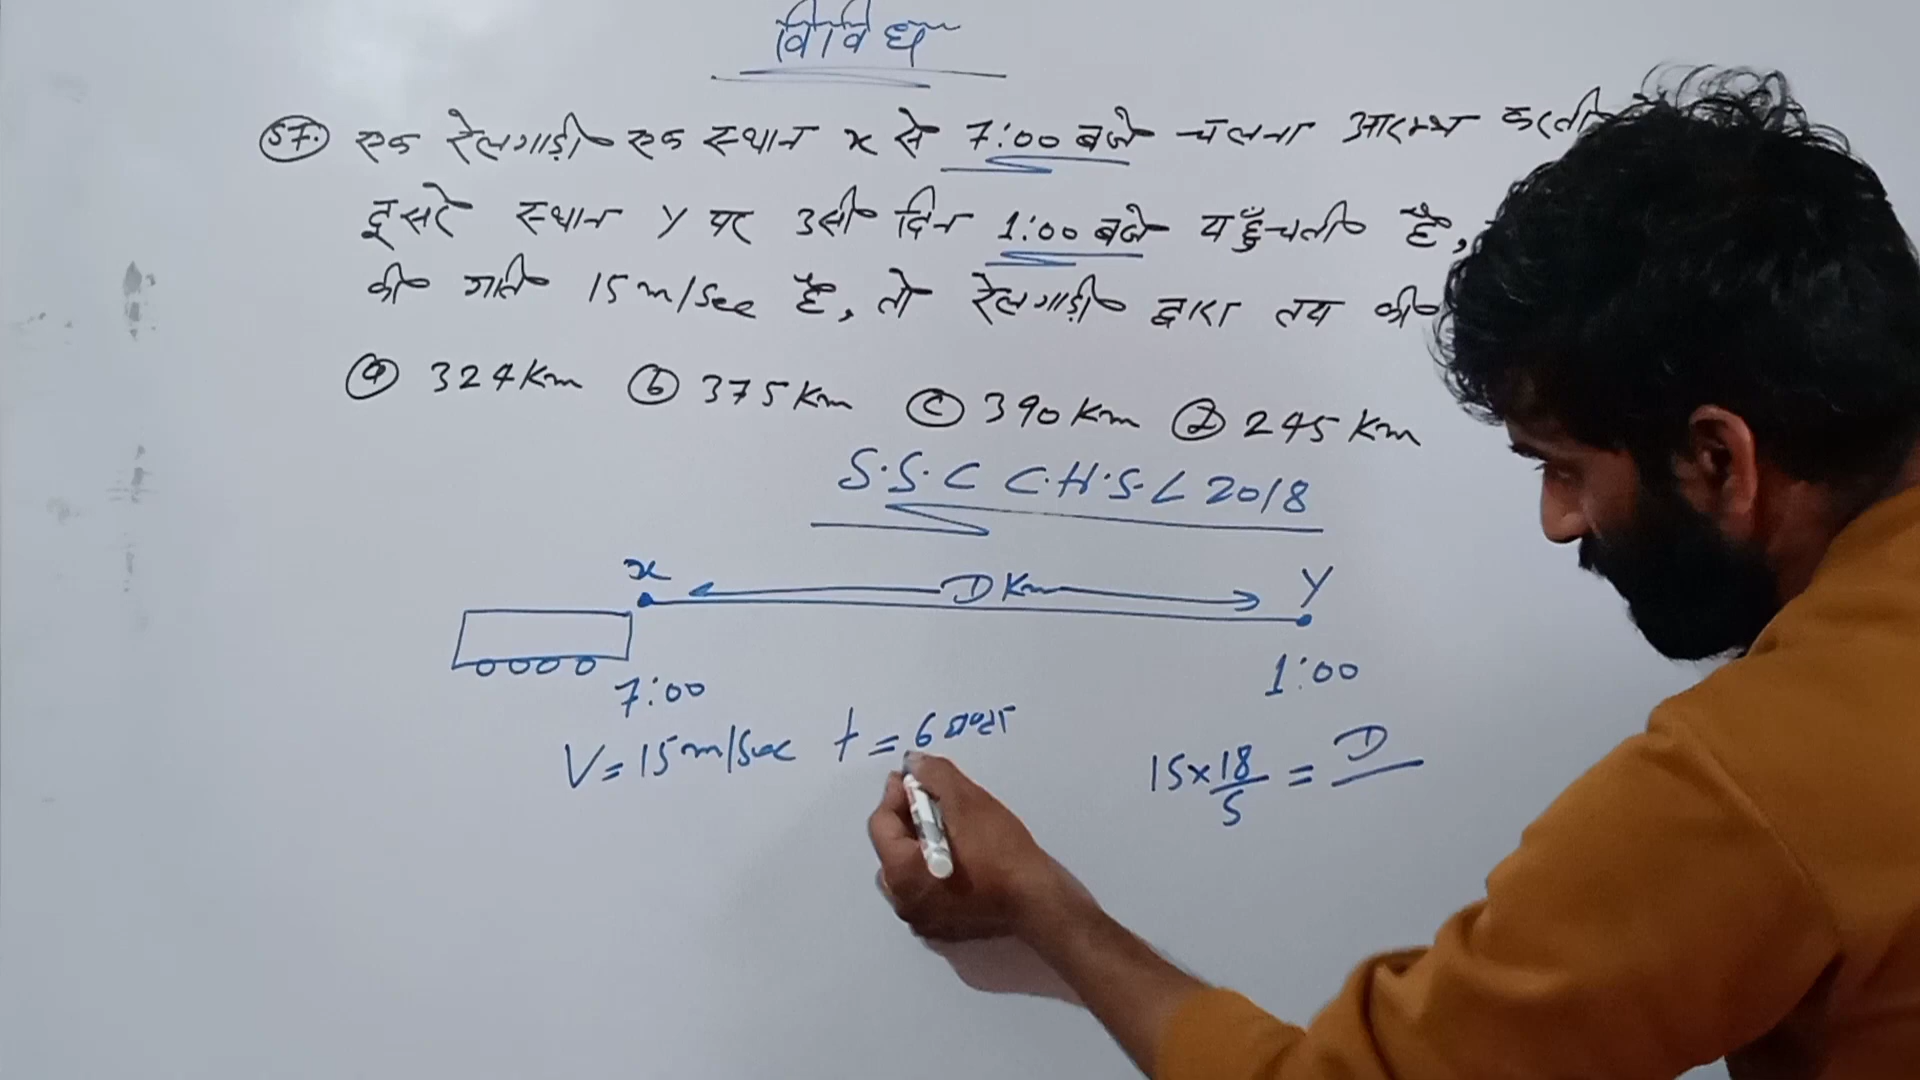 विविध
57. एक रेलगाड़ी एक स्थान x से 7:00 बजे चलना आरम्भ करती
दूसरे स्थान y पर उसी दिन 1:00 बजे पहुँचती है,
की गति 15 m/sec है, तो रेलगाड़ी द्वारा तय की
a 324 Km b 375 Km c 390 Km d 245 Km
S.S.C C.H.S.L 2018
x D Km Y
7:00 1:00
V = 15 m/sec t = 6 घण्टा 15 × 18/5 = D